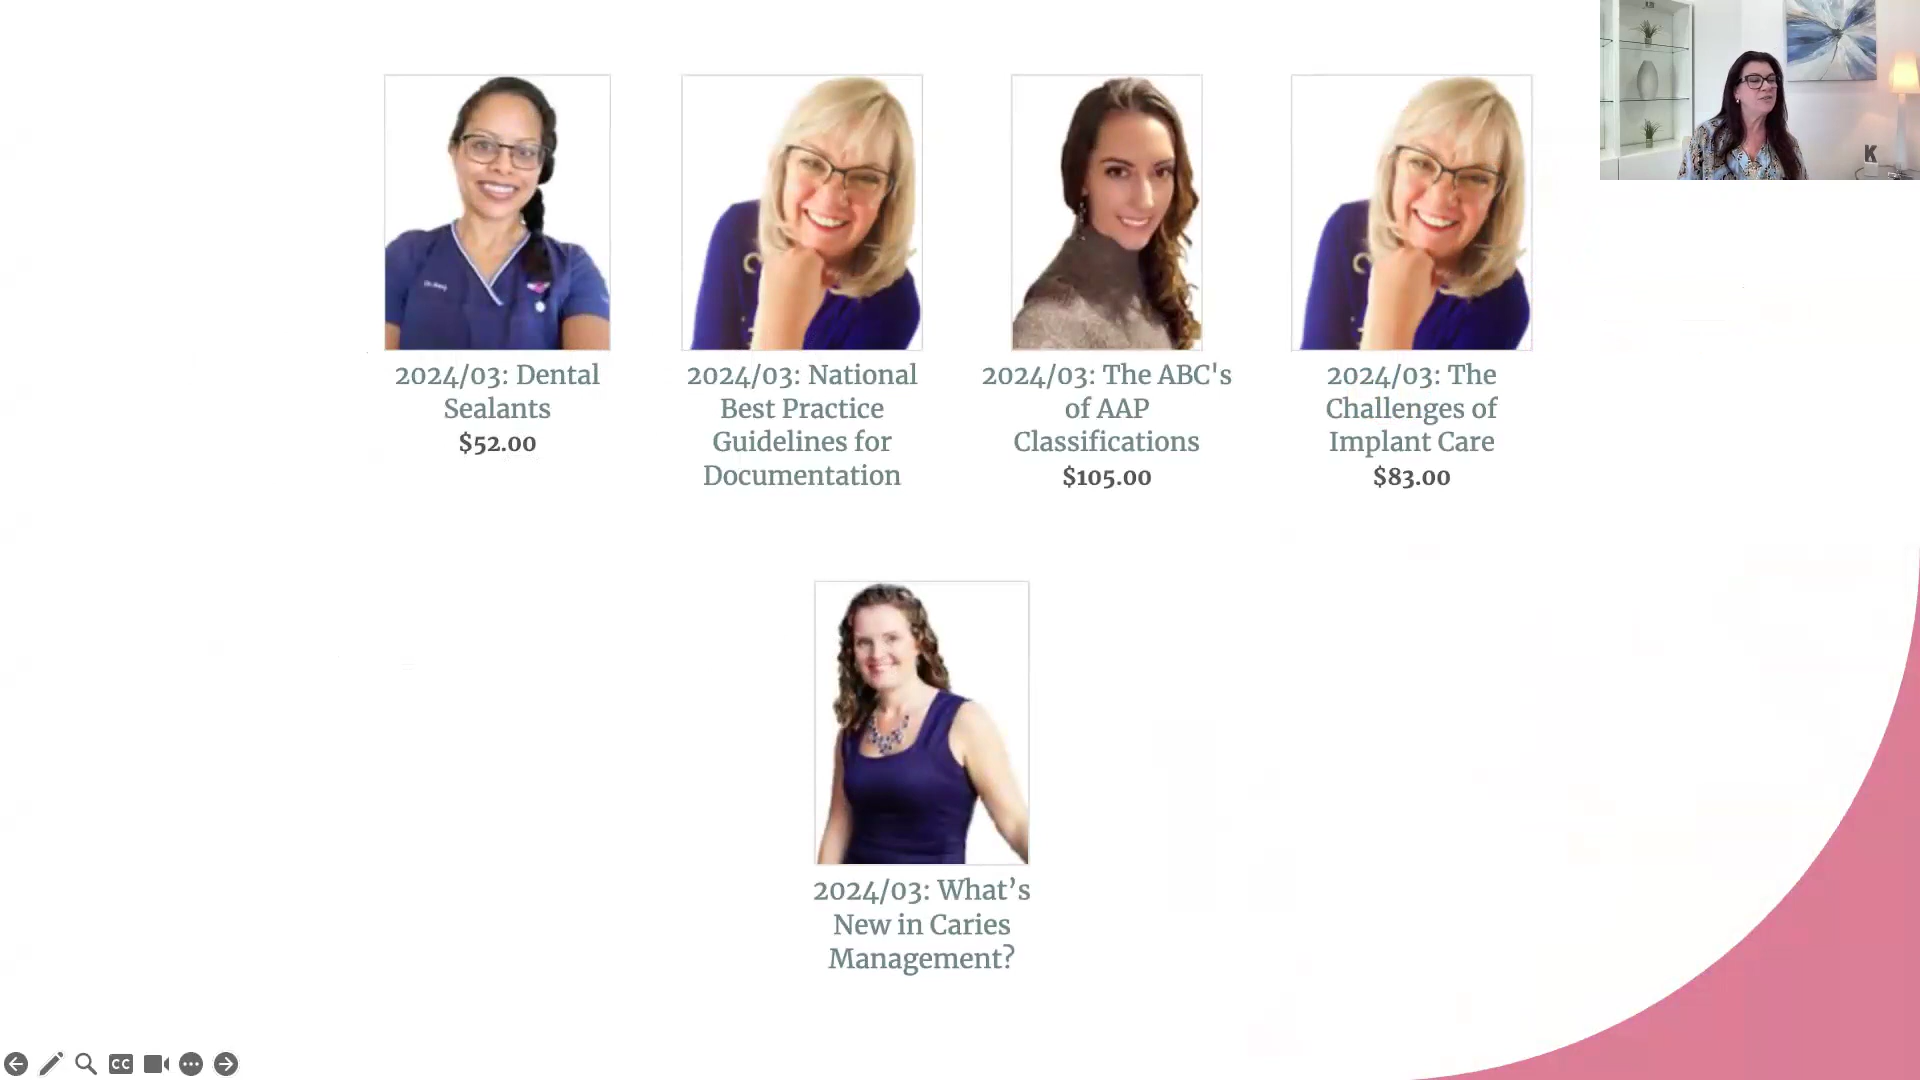 2024/03: Dental
Sealants
$52.00
2024/03: National
Best Practice
Guidelines for
Documentation
2024/03: The ABC's
of AAP
Classifications
$105.00
2024/03: The
Challenges of
Implant Care
$83.00
2024/03: What’s
New in Caries
Management?
K
CC